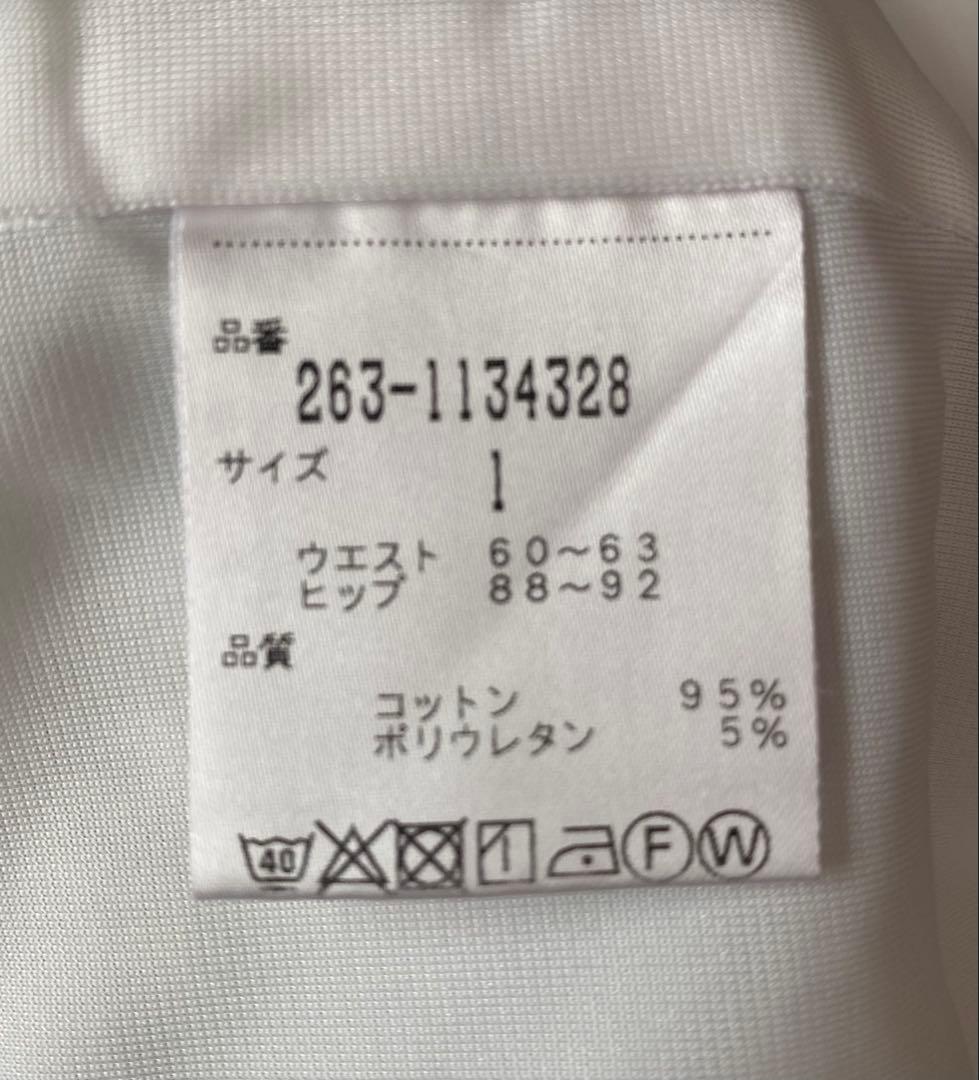 品番
263-1134328
サイズ 1
ウエスト 60～63
ヒップ 88～92
品質
コットン 95%
ポリウレタン 5%
40 F W